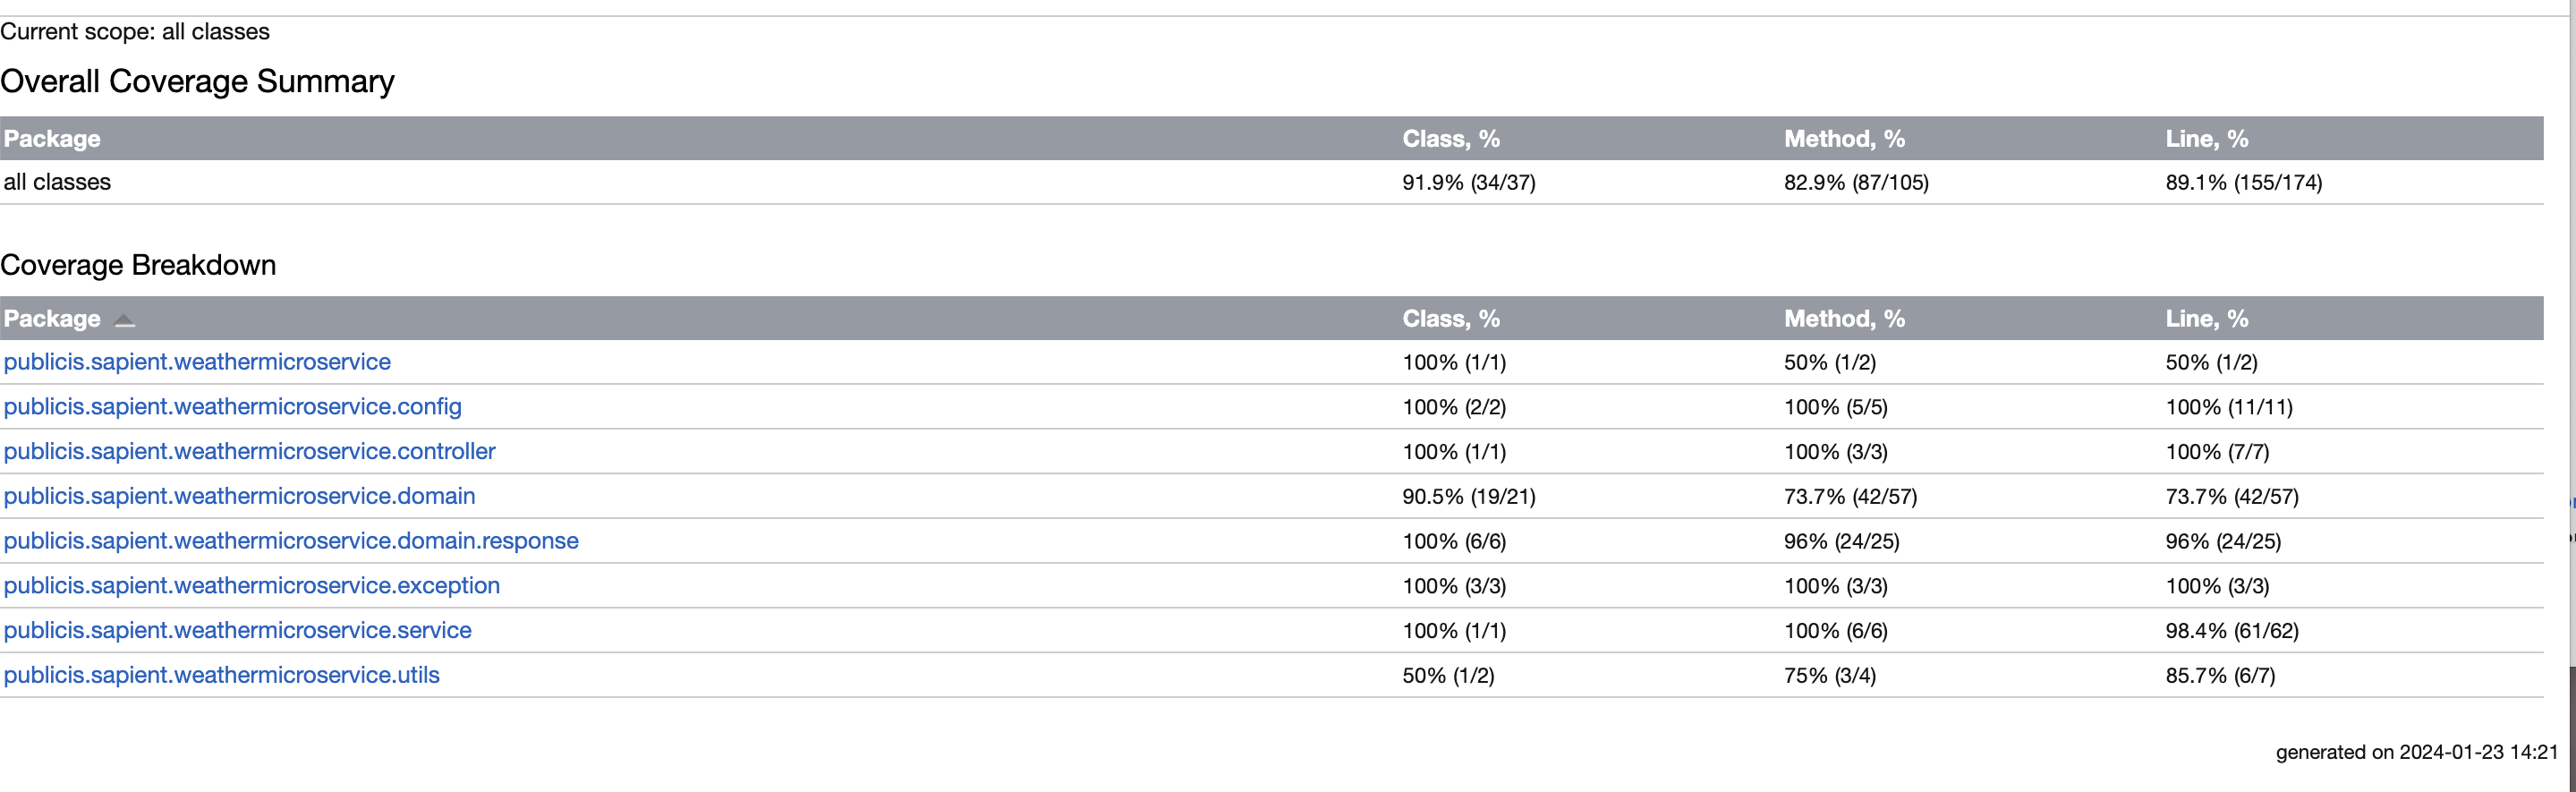 Current scope: all classes
Overall Coverage Summary
Package Class, % Method, % Line, %
all classes 91.9% (34/37) 82.9% (87/105) 89.1% (155/174)
Coverage Breakdown
Package Class, % Method, % Line, %
publicis.sapient.weathermicroservice 100% (1/1) 50% (1/2) 50% (1/2)
publicis.sapient.weathermicroservice.config 100% (2/2) 100% (5/5) 100% (11/11)
publicis.sapient.weathermicroservice.controller 100% (1/1) 100% (3/3) 100% (7/7)
publicis.sapient.weathermicroservice.domain 90.5% (19/21) 73.7% (42/57) 73.7% (42/57)
publicis.sapient.weathermicroservice.domain.response 100% (6/6) 96% (24/25) 96% (24/25)
publicis.sapient.weathermicroservice.exception 100% (3/3) 100% (3/3) 100% (3/3)
publicis.sapient.weathermicroservice.service 100% (1/1) 100% (6/6) 98.4% (61/62)
publicis.sapient.weathermicroservice.utils 50% (1/2) 75% (3/4) 85.7% (6/7)
generated on 2024-01-23 14:21